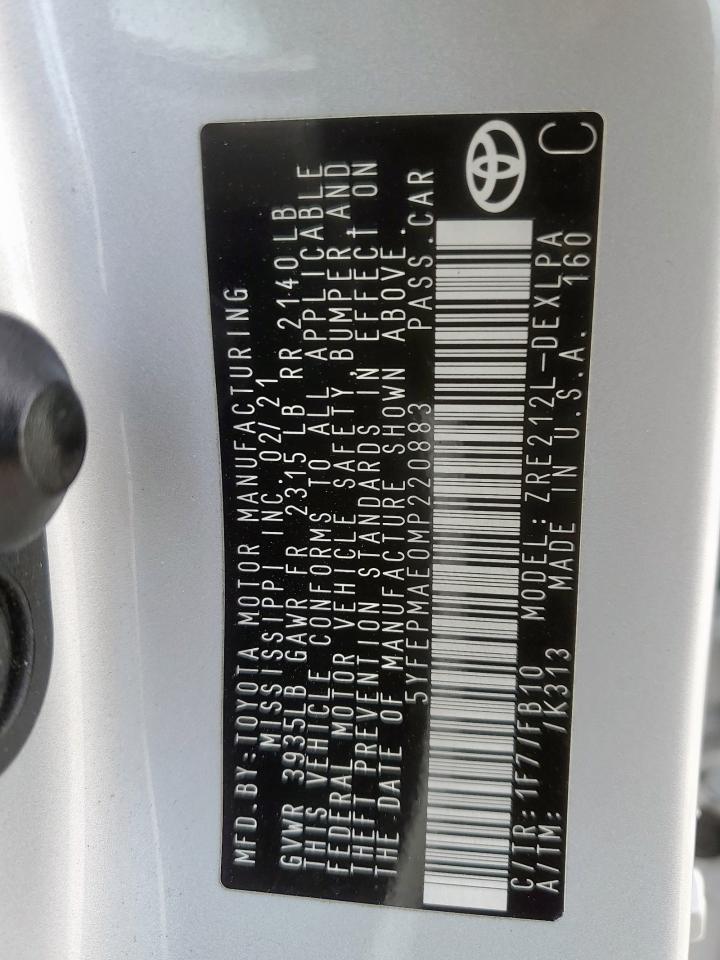 MFD.BY:TOYOTA MOTOR MANUFACTURING
MISSISSIPPI INC. 02/21
GVWR 3935LB GAWR FR 2315 LB RR 2140LB
THIS VEHICLE CONFORMS TO ALL APPLICABLE
FEDERAL MOTOR VEHICLE SAFETY, BUMPER, AND
THEFT PREVENTION STANDARDS IN EFFECT ON
THE DATE OF MANUFACTURE SHOWN ABOVE.
5YFEPMAE0MP220883 PASS.CAR
C/TR:1F7/FB10 MODEL:ZRE212L-DEXLPA
A/TM: /K313 MADE IN U.S.A. 160
C